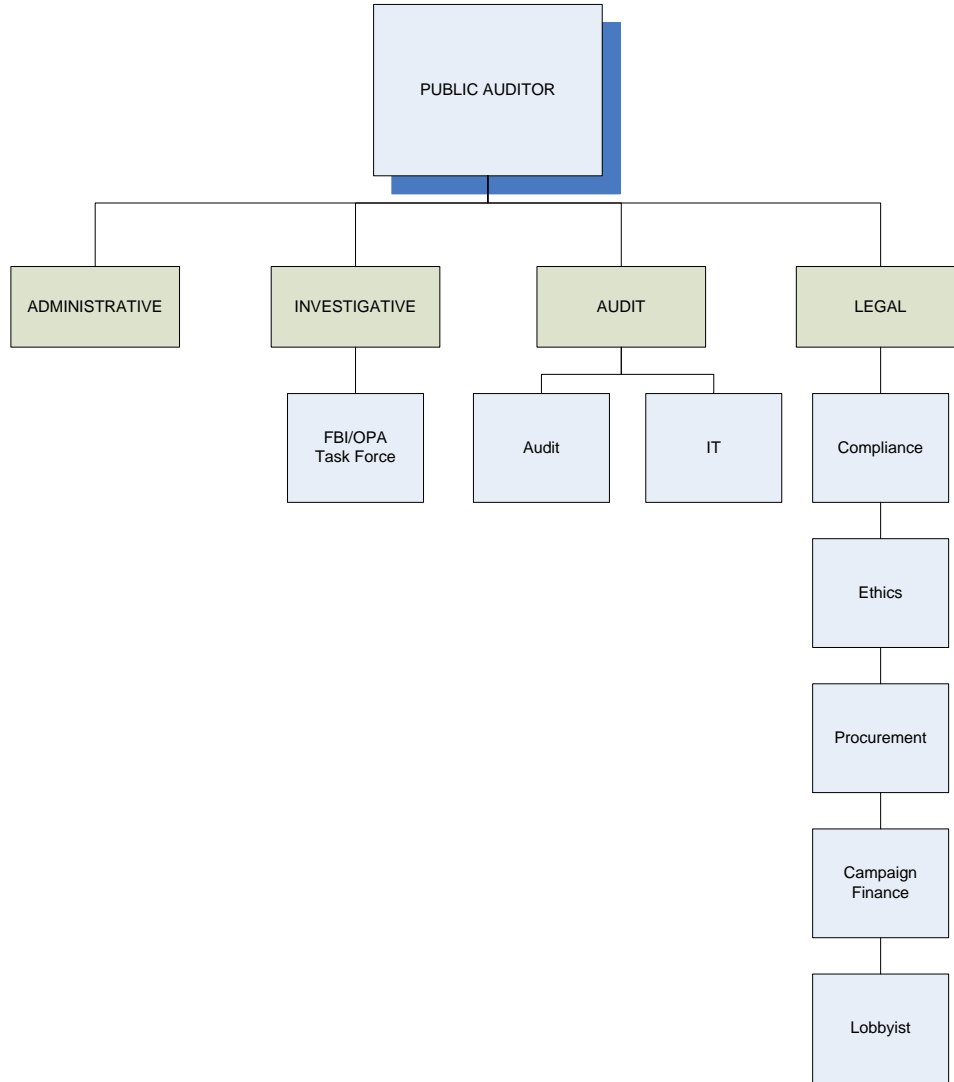 PUBLIC AUDITOR
ADMINISTRATIVE
INVESTIGATIVE
AUDIT
LEGAL
FBI/OPA
Task Force
Audit
IT
Compliance
Ethics
Procurement
Campaign
Finance
Lobbyist